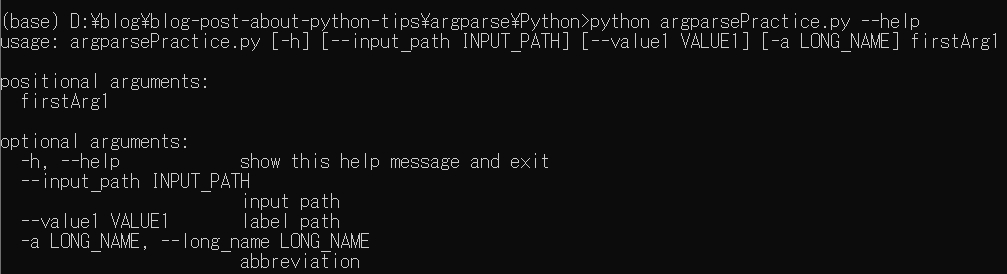 (base) D:¥blog¥blog-post-about-python-tips¥argparse¥Python>python argparsePractice.py --help
usage: argparsePractice.py [-h] [--input_path INPUT_PATH] [--value1 VALUE1] [-a LONG_NAME] firstArg1
positional arguments:
firstArg1
optional arguments:
-h, --help show this help message and exit
--input_path INPUT_PATH
input path
--value1 VALUE1 label path
-a LONG_NAME, --long_name LONG_NAME
abbreviation